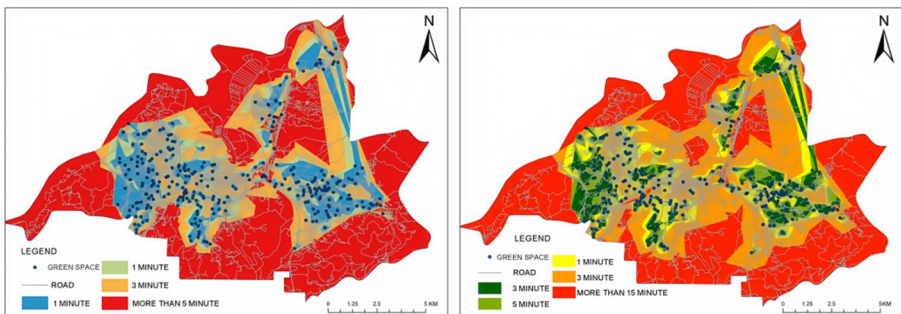 N
LEGEND
GREEN SPACE
ROAD
1 MINUTE
1 MINUTE
3 MINUTE
MORE THAN 5 MINUTE
0 1.25 2.5 5 KM
N
LEGEND
GREEN SPACE
ROAD
3 MINUTE
5 MINUTE
1 MINUTE
3 MINUTE
MORE THAN 15 MINUTE
0 1.25 2.5 5 KM